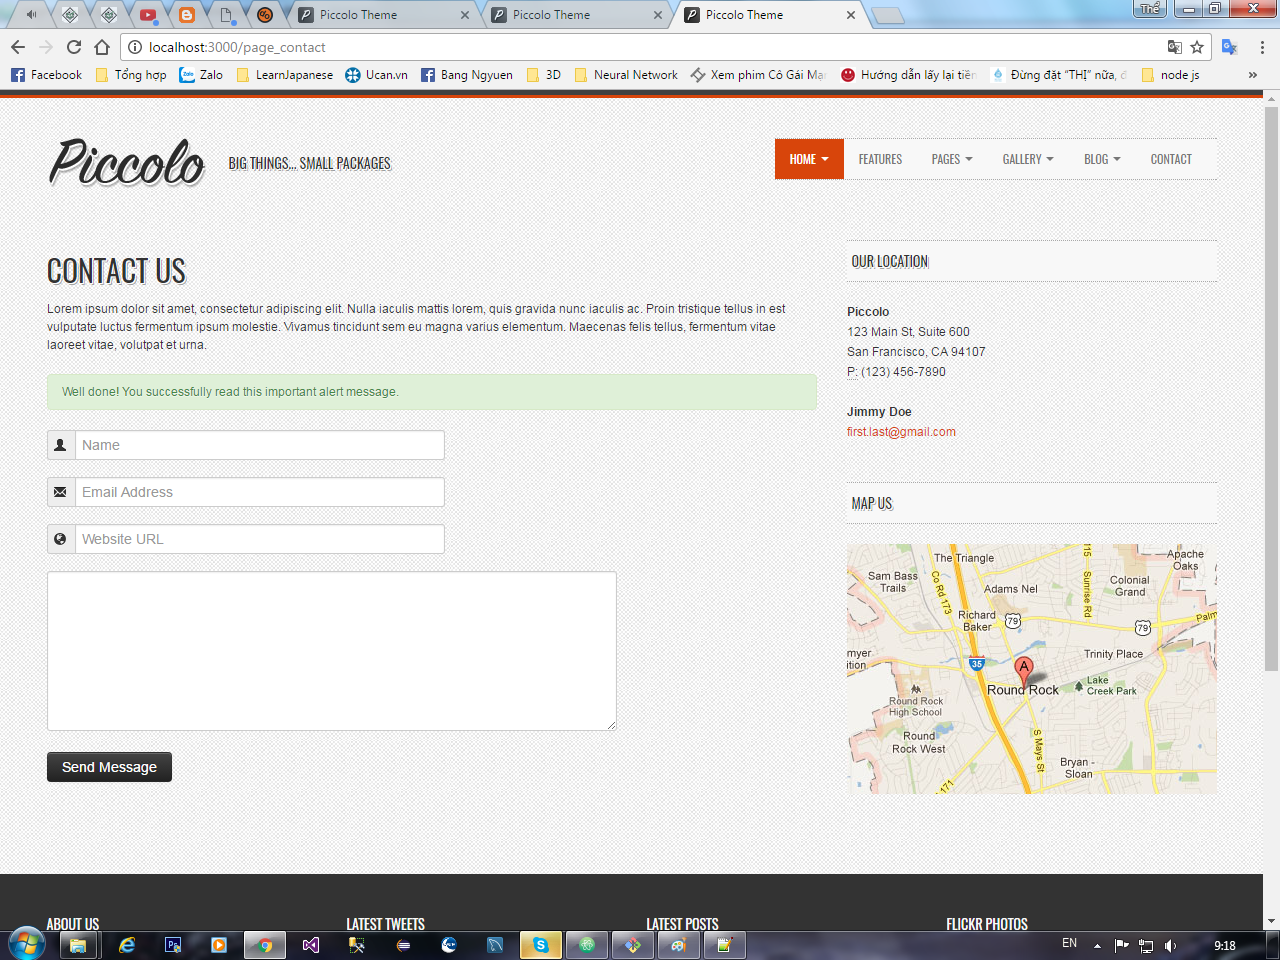 Piccolo Theme
Piccolo Theme
Piccolo Theme
Thế
localhost:3000/page_contact
Facebook
Tổng hợp
Zalo
LearnJapanese
Ucan.vn
Bang Nguyen
3D
Neural Network
Xem phim Cô Gái Mạ
Hướng dẫn lấy lại tiền
Đừng đặt “THỊ” nữa, đ
node js
»
Piccolo
BIG THINGS... SMALL PACKAGES
HOME
FEATURES
PAGES
GALLERY
BLOG
CONTACT
CONTACT US
Lorem ipsum dolor sit amet, consectetur adipiscing elit. Nulla iaculis mattis lorem, quis gravida nunc iaculis ac. Proin tristique tellus in est
vulputate luctus fermentum ipsum molestie. Vivamus tincidunt sem eu magna varius elementum. Maecenas felis tellus, fermentum vitae
laoreet vitae, volutpat et urna.
Well done! You successfully read this important alert message.
Name
Email Address
Website URL
Send Message
OUR LOCATION
Piccolo
123 Main St, Suite 600
San Francisco, CA 94107
P: (123) 456-7890
Jimmy Doe
first.last@gmail.com
MAP US
The Triangle
115
Apache
Oaks
Sam Bass
Trails
Co Rd 173
Adams Nel
Sunrise Rd
Colonial
Grand
Richard
Baker
79
79
Palm
myer
ition
35
Trinity Place
A
Round Rock
Lake
Creek Park
Round Rock
High School
Round
Rock West
S Mays St
Bryan -
Sloan
171
ABOUT US
LATEST TWEETS
LATEST POSTS
FLICKR PHOTOS
EN
9:18